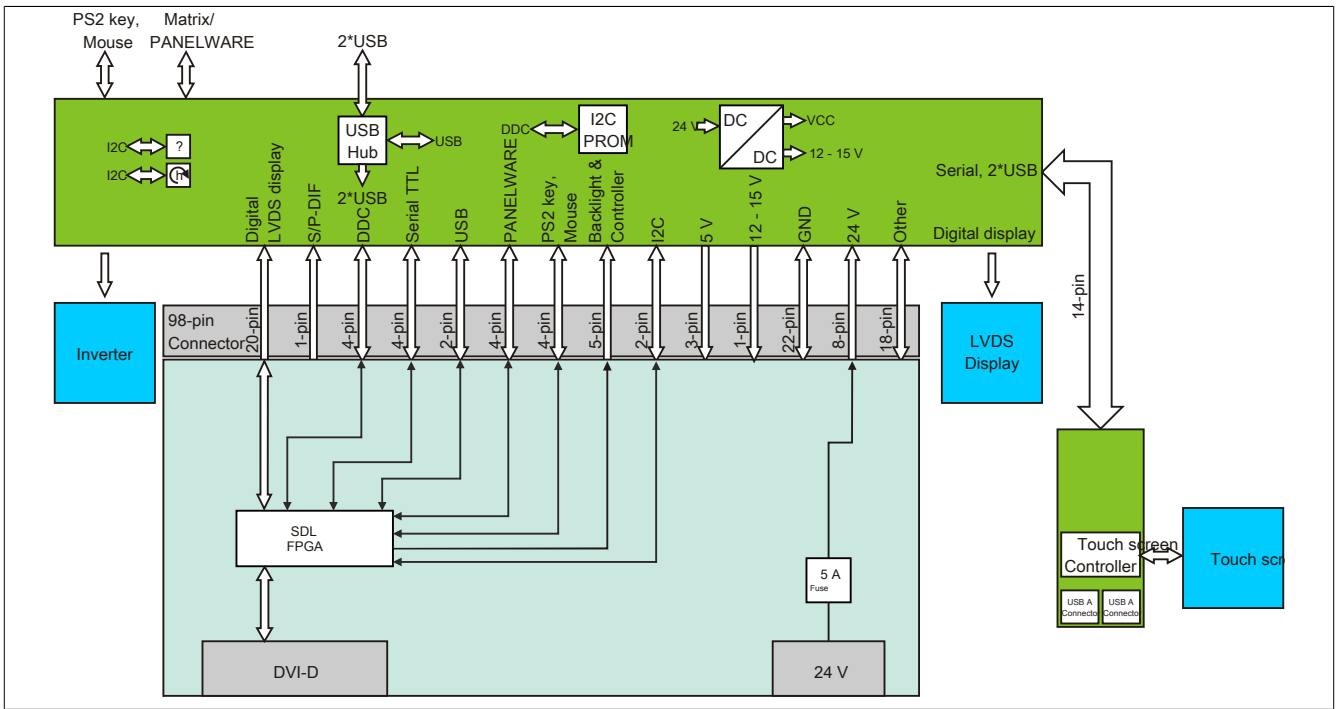 PS2 key,
Mouse
Matrix/
PANELWARE
2*USB
I2C
?
I2C
h
USB
Hub
USB
2*USB
DDC
I2C
PROM
24 V
DC
DC
VCC
12 - 15 V
Serial, 2*USB
Digital display
Digital
LVDS display
S/P-DIF
DDC
Serial TTL
USB
PANELWARE
PS2 key,
Mouse
Backlight &
Controller
I2C
5 V
12 - 15 V
GND
24 V
Other
14-pin
Inverter
98-pin
Connector
20-pin
1-pin
4-pin
4-pin
2-pin
4-pin
4-pin
5-pin
2-pin
3-pin
1-pin
22-pin
8-pin
18-pin
LVDS
Display
SDL
FPGA
5 A
Fuse
DVI-D
24 V
Touch screen
Controller
USB A
Connecto
USB A
Connecto
Touch scr